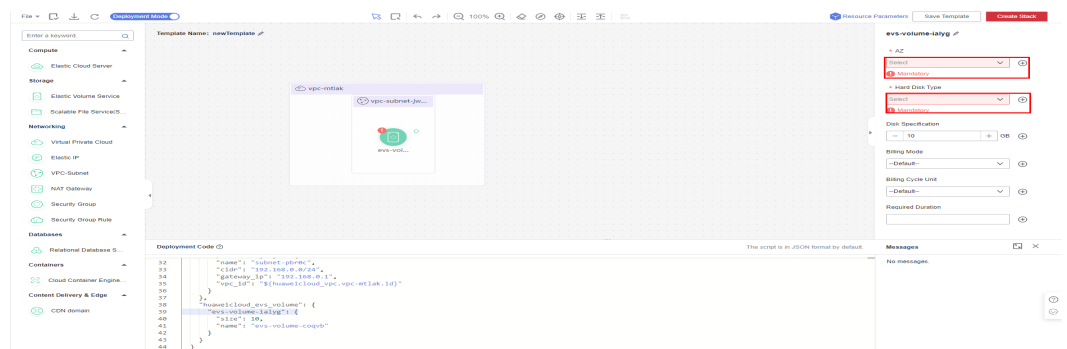 File
Deployment Mode
100%
Resource Parameters
Save Template
Create Stack
Enter a keyword.
Compute
Elastic Cloud Server
Storage
Elastic Volume Service
Scalable File Service(S...
Networking
Virtual Private Cloud
Elastic IP
VPC-Subnet
NAT Gateway
Security Group
Security Group Rule
Databases
Relational Database S...
Containers
Cloud Container Engine...
Content Delivery & Edge
CDN domain
Template Name: newTemplate
vpc-mtlak
vpc-subnet-jw...
evs-vol...
evs-volume-ialyg
* AZ
Select
Mandatory
* Hard Disk Type
Select
Mandatory
Disk Specification
− 10 + GB
Billing Mode
--Default--
Billing Cycle Unit
--Default--
Required Duration
Deployment Code
The script is in JSON format by default.
32 "name": "subnet-pbr0c",
33 "cidr": "192.168.0.0/24",
34 "gateway_ip": "192.168.0.1",
35 "vpc_id": "${huaweicloud_vpc.vpc-mtlak.id}"
36 }
37 },
38 "huaweicloud_evs_volume": {
39 "evs-volume-ialyg": {
40 "size": 10,
41 "name": "evs-volume-coqvb"
42 }
43 }
44 }
Messages
No messages.